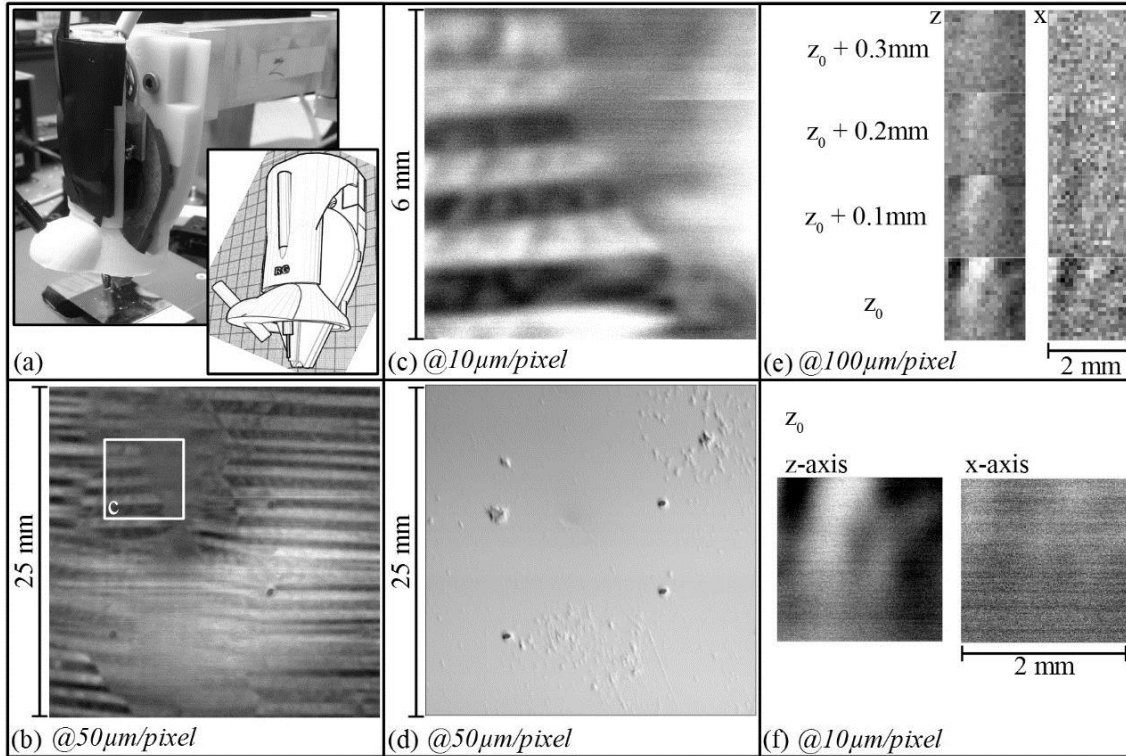 (a)
RG
6 mm
(c) @10µm/pixel
z x
z₀ + 0.3mm
z₀ + 0.2mm
z₀ + 0.1mm
z₀
(e) @100µm/pixel
2 mm
25 mm
c
(b) @50µm/pixel
25 mm
(d) @50µm/pixel
z₀
z-axis x-axis
2 mm
(f) @10µm/pixel